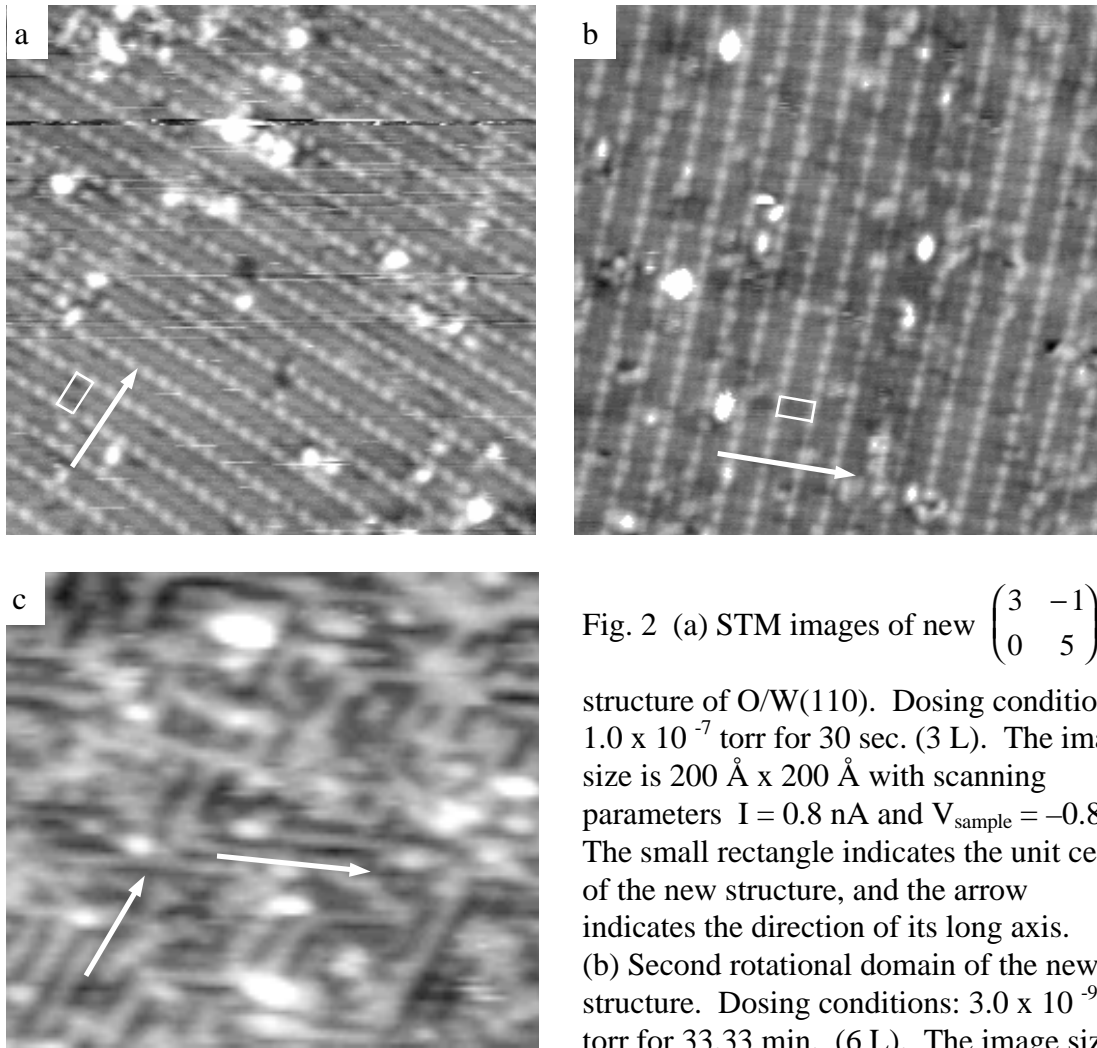 a
b
c
Fig. 2 (a) STM images of new
3 −1
0 5
structure of O/W(110). Dosing conditio
1.0 x 10 -7 torr for 30 sec. (3 L). The ima
size is 200 Å x 200 Å with scanning
parameters I = 0.8 nA and Vsample = –0.8
The small rectangle indicates the unit ce
of the new structure, and the arrow
indicates the direction of its long axis.
(b) Second rotational domain of the new
structure. Dosing conditions: 3.0 x 10 -9
torr for 33.33 min. (6 L). The image siz